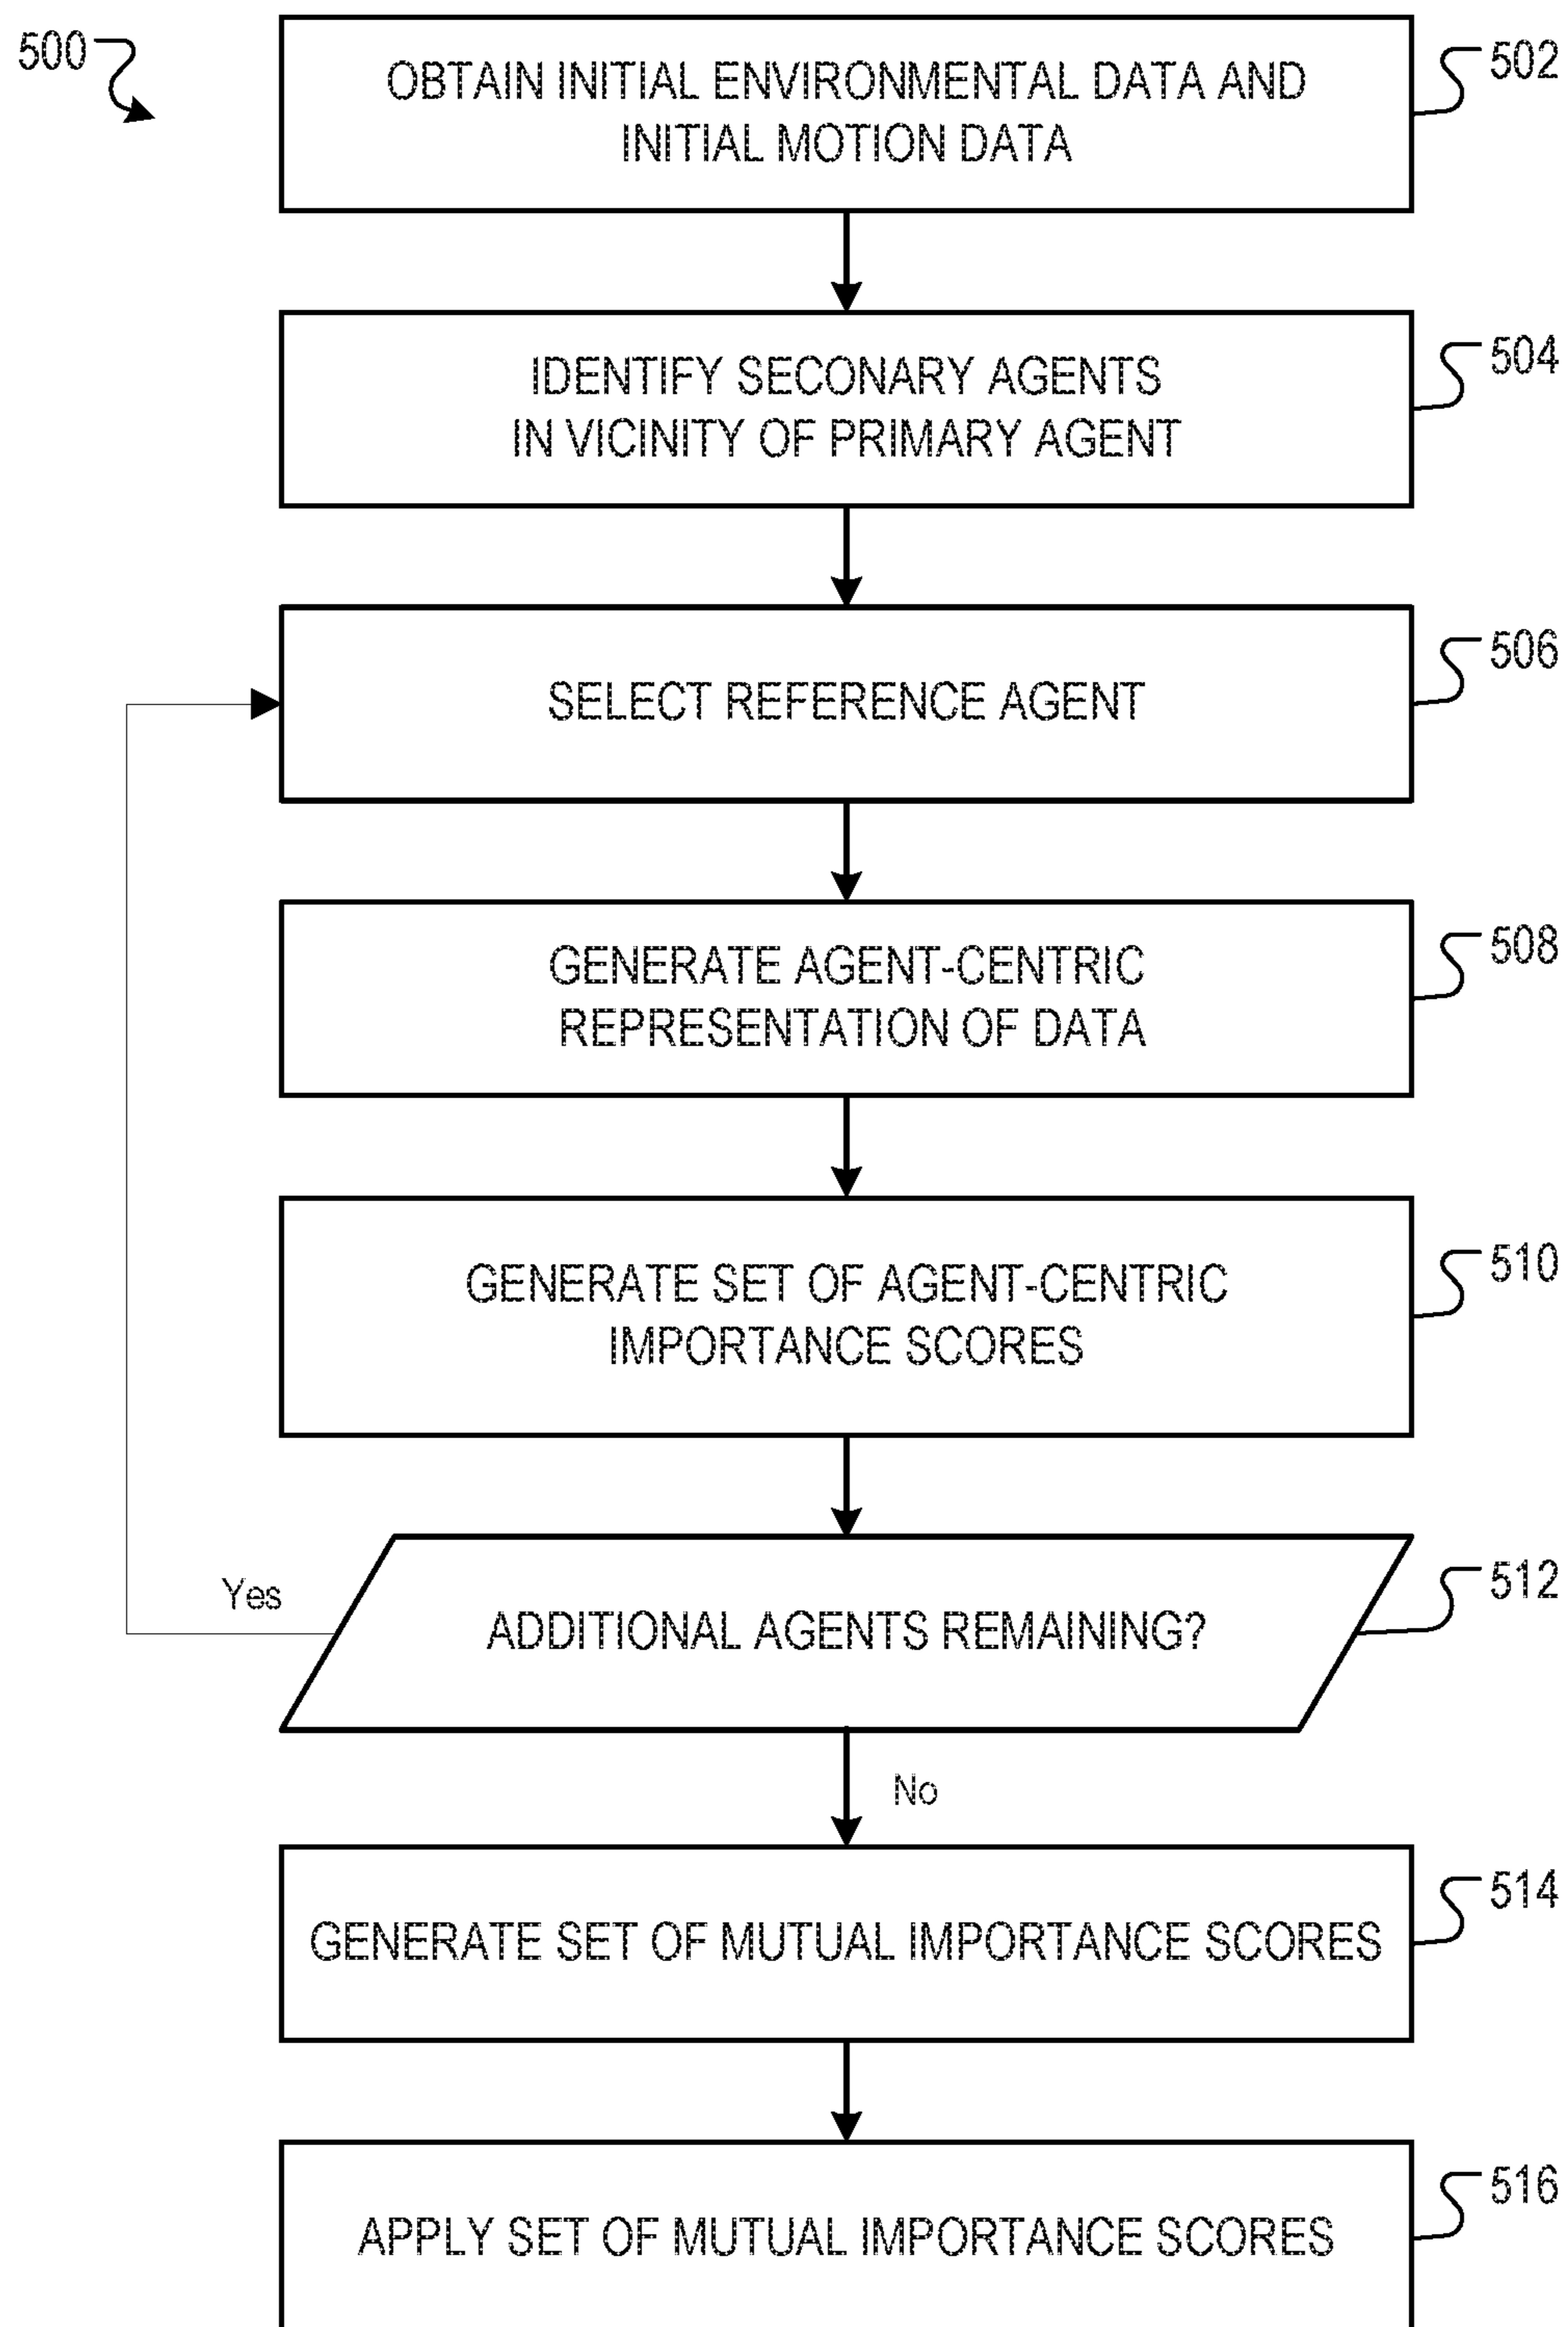 500
OBTAIN INITIAL ENVIRONMENTAL DATA AND
INITIAL MOTION DATA
502
IDENTIFY SECONARY AGENTS
IN VICINITY OF PRIMARY AGENT
504
SELECT REFERENCE AGENT
506
GENERATE AGENT-CENTRIC
REPRESENTATION OF DATA
508
GENERATE SET OF AGENT-CENTRIC
IMPORTANCE SCORES
510
ADDITIONAL AGENTS REMAINING?
512
Yes
No
GENERATE SET OF MUTUAL IMPORTANCE SCORES
514
APPLY SET OF MUTUAL IMPORTANCE SCORES
516